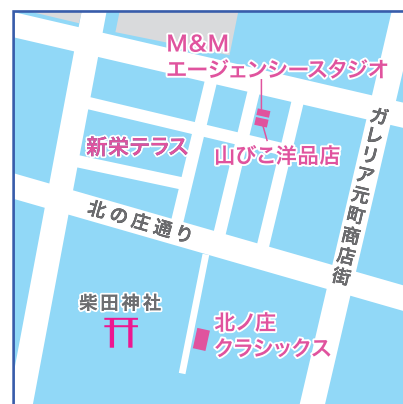 M&M
エージェンシースタジオ
新栄テラス
山びこ洋品店
ガレリア元町商店街
北の庄通り
柴田神社
北ノ庄
クラシックス